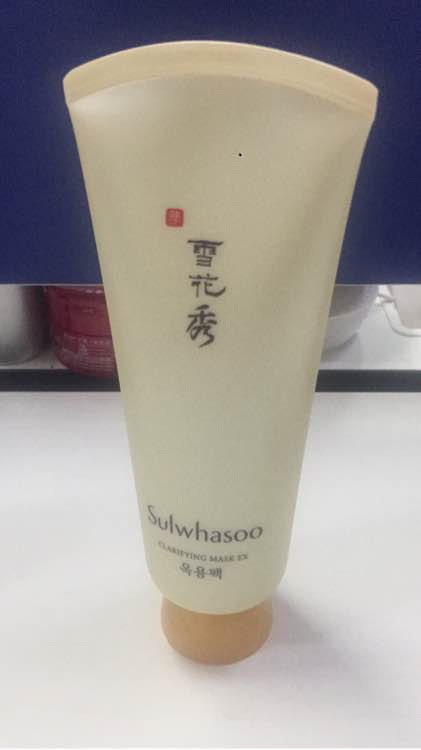 雪花秀
Sulwhasoo
CLARIFYING MASK EX
옥용팩